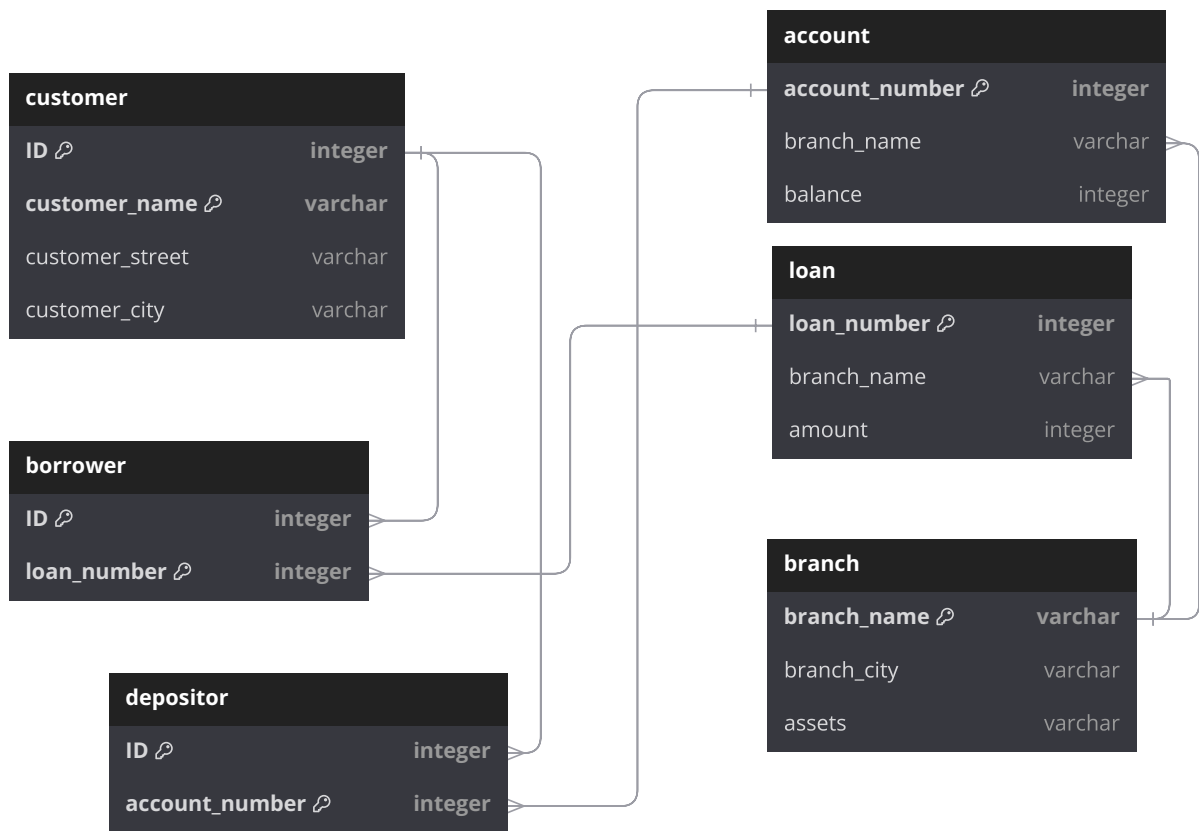 customer
ID integer
customer_name varchar
customer_street varchar
customer_city varchar
borrower
ID integer
loan_number integer
depositor
ID integer
account_number integer
account
account_number integer
branch_name varchar
balance integer
loan
loan_number integer
branch_name varchar
amount integer
branch
branch_name varchar
branch_city varchar
assets varchar